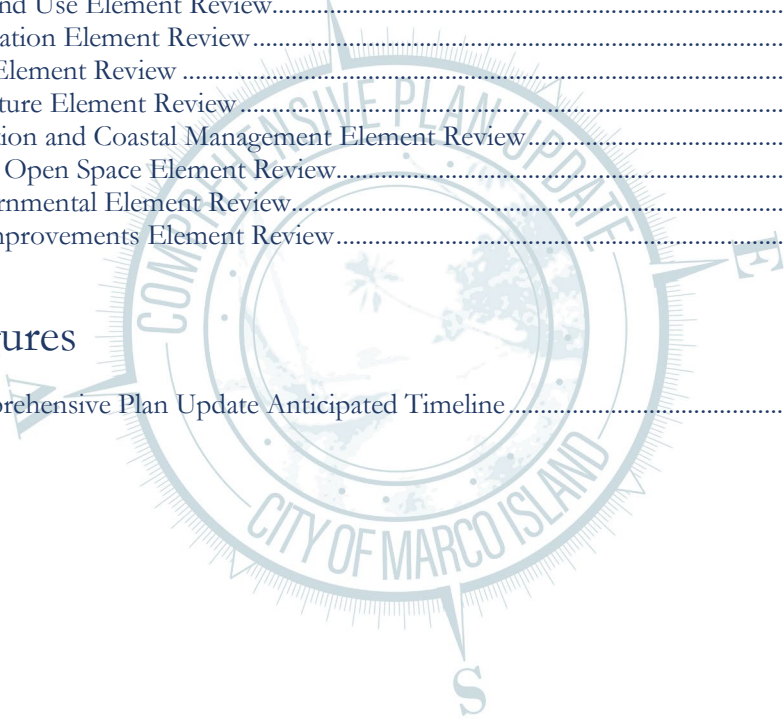 nd Use Element Review
ation Element Review
Element Review
ture Element Review
tion and Coastal Management Element Review
Open Space Element Review
rnmental Element Review
mprovements Element Review
ures
prehensive Plan Update Anticipated Timeline
COMPREHENSIVE PLAN UPDATE
E
CITY OF MARCO ISLAND
S